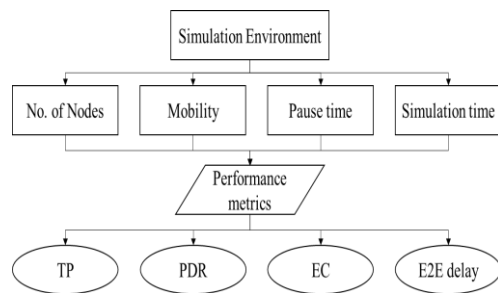 Simulation Environment
No. of Nodes
Mobility
Pause time
Simulation time
Performance
metrics
TP
PDR
EC
E2E delay